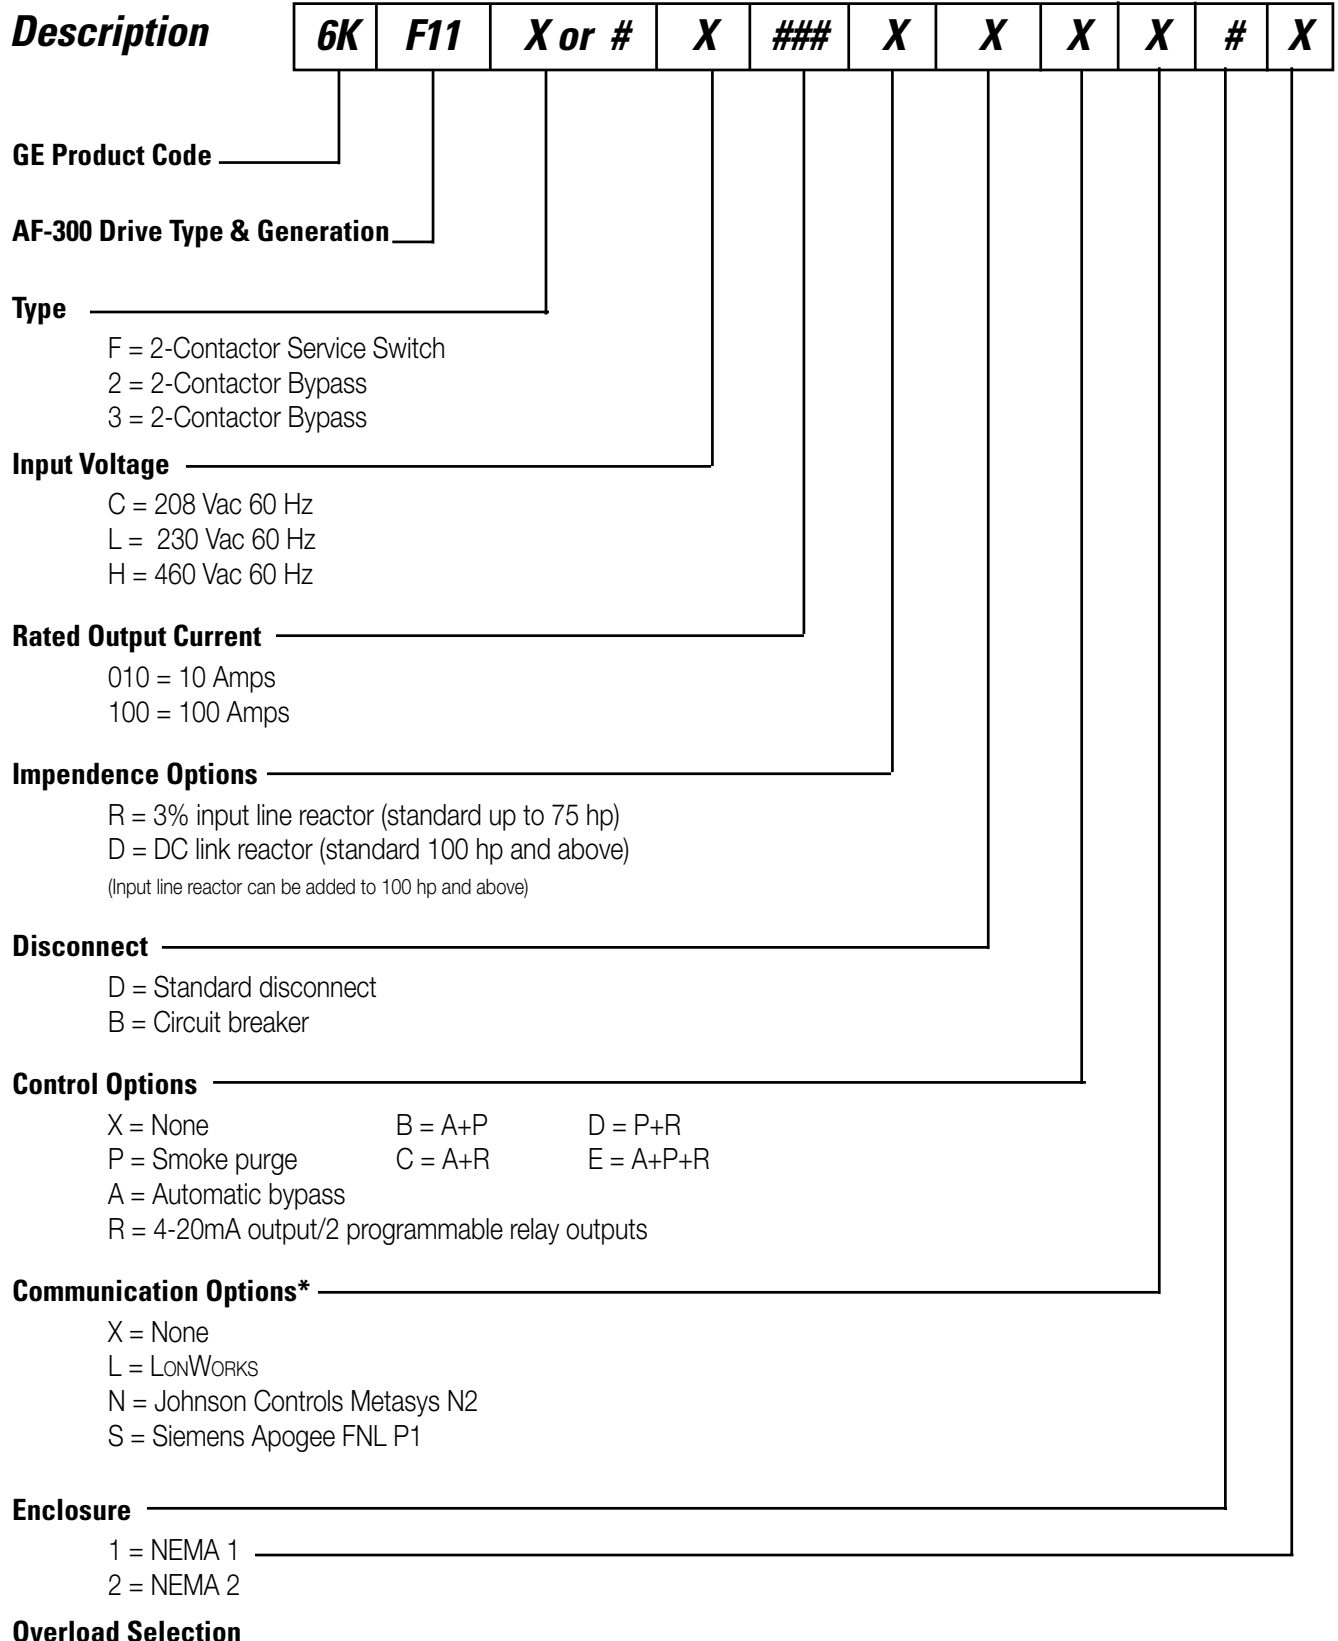 Description 6K F11 X or # X ### X X X X # X
GE Product Code
AF-300 Drive Type & Generation
Type
F = 2-Contactor Service Switch
2 = 2-Contactor Bypass
3 = 2-Contactor Bypass
Input Voltage
C = 208 Vac 60 Hz
L = 230 Vac 60 Hz
H = 460 Vac 60 Hz
Rated Output Current
010 = 10 Amps
100 = 100 Amps
Impendence Options
R = 3% input line reactor (standard up to 75 hp)
D = DC link reactor (standard 100 hp and above)
(Input line reactor can be added to 100 hp and above)
Disconnect
D = Standard disconnect
B = Circuit breaker
Control Options
X = None B = A+P D = P+R
P = Smoke purge C = A+R E = A+P+R
A = Automatic bypass
R = 4-20mA output/2 programmable relay outputs
Communication Options*
X = None
L = LONWORKS
N = Johnson Controls Metasys N2
S = Siemens Apogee FNL P1
Enclosure
1 = NEMA 1
2 = NEMA 2
Overload Selection